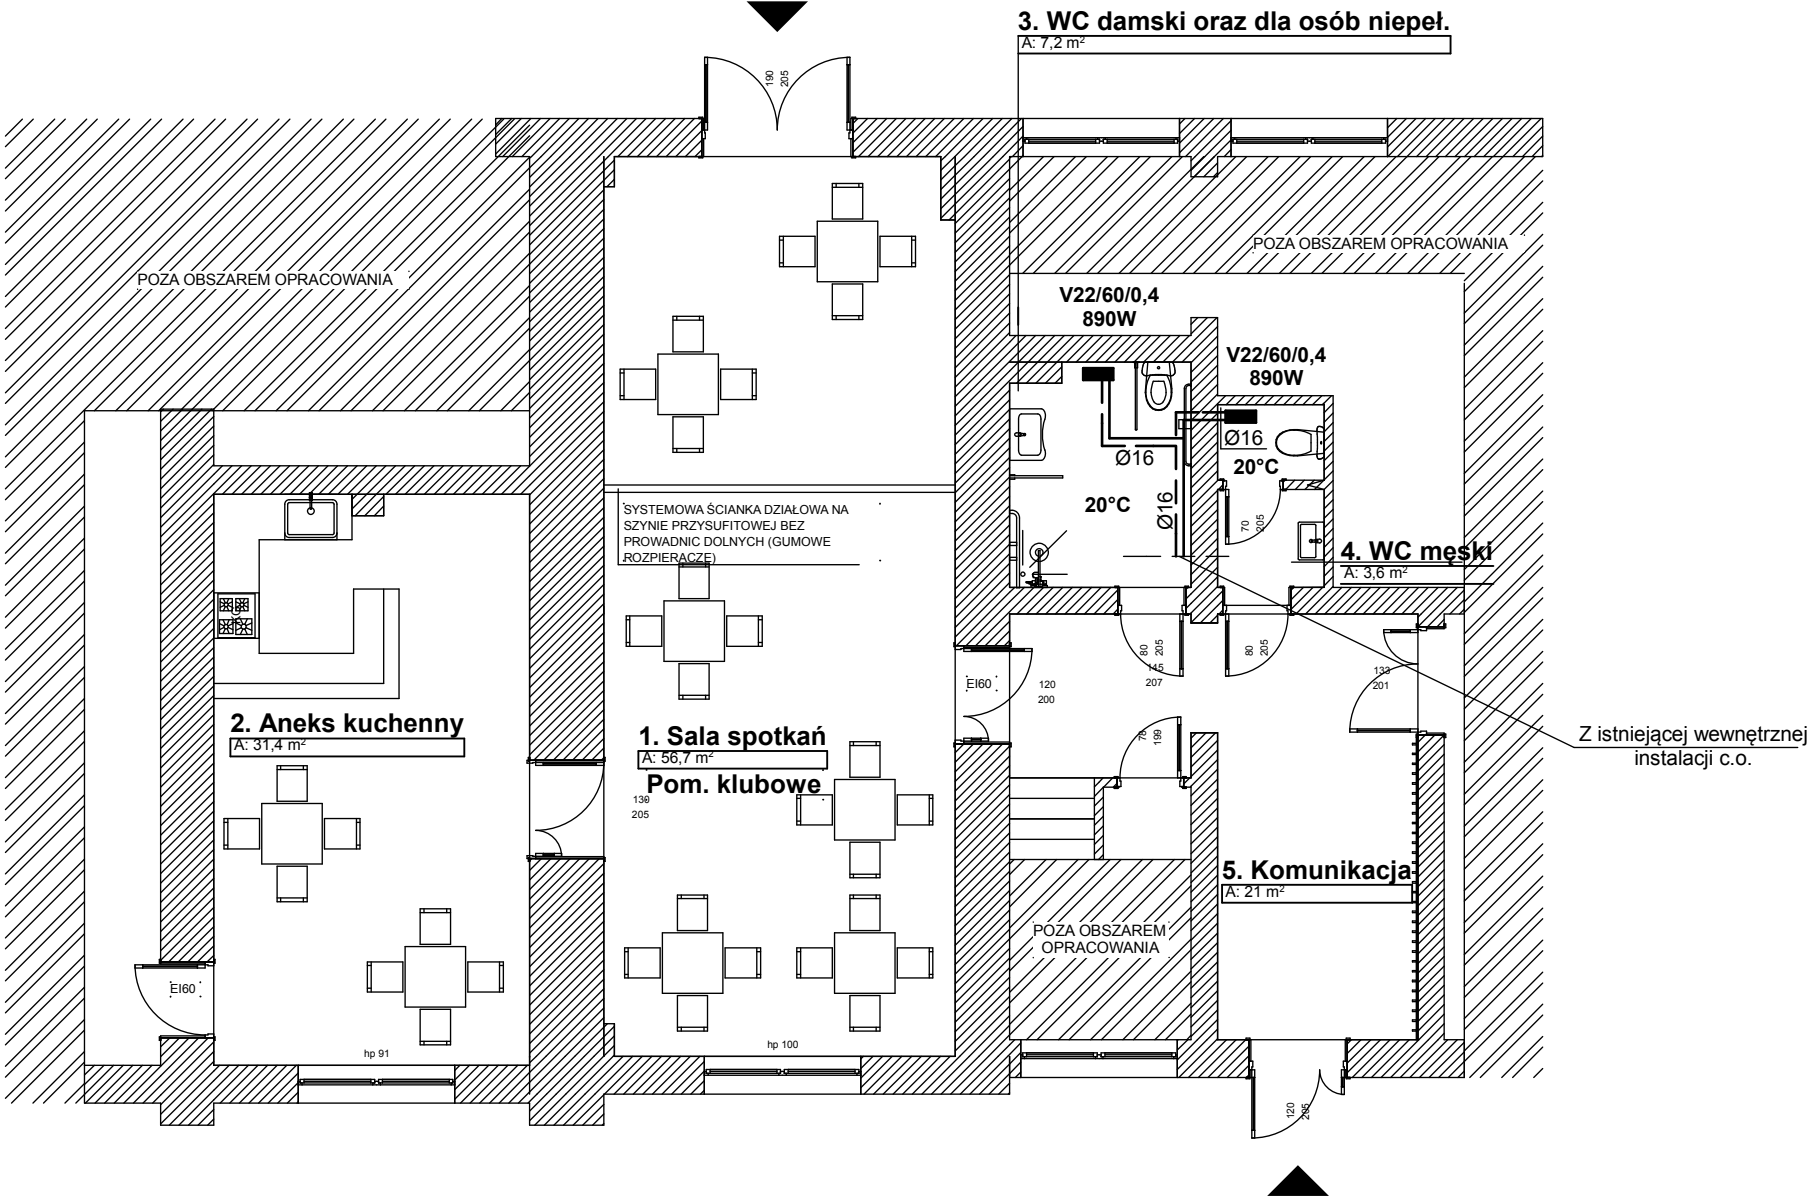 3. WC damski oraz dla osób niepeł.
A: 7,2 m²
190
205
POZA OBSZAREM OPRACOWANIA
POZA OBSZAREM OPRACOWANIA
V22/60/0,4
890W
V22/60/0,4
890W
Ø16
20°C
Ø16
20°C
Ø16
70
205
SYSTEMOWA ŚCIANKA DZIAŁOWA NA
SZYNIE PRZYSUFITOWEJ BEZ
PROWADNIC DOLNYCH (GUMOWE
ROZPIERACZE)
4. WC męski
A: 3,6 m²
80
205
145
207
80
205
133
201
EI60
120
200
78
199
2. Aneks kuchenny
A: 31,4 m²
1. Sala spotkań
A: 56,7 m²
Pom. klubowe
130
205
Z istniejącej wewnętrznej
instalacji c.o.
5. Komunikacja
A: 21 m²
POZA OBSZAREM
OPRACOWANIA
EI60
hp 91
hp 100
120
205